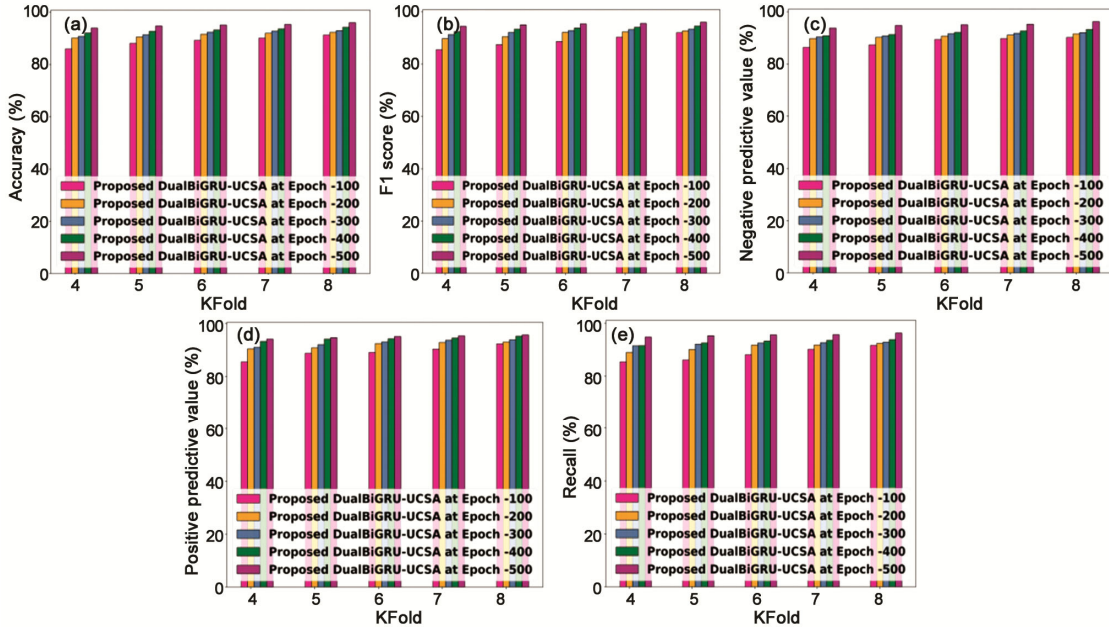 (a)
Accuracy (%)
100
80
60
40
20
0
Proposed DualBiGRU-UCSA at Epoch -100
Proposed DualBiGRU-UCSA at Epoch -200
Proposed DualBiGRU-UCSA at Epoch -300
Proposed DualBiGRU-UCSA at Epoch -400
Proposed DualBiGRU-UCSA at Epoch -500
4 5 6 7 8
KFold
(b)
F1 score (%)
100
80
60
40
20
0
Proposed DualBiGRU-UCSA at Epoch -100
Proposed DualBiGRU-UCSA at Epoch -200
Proposed DualBiGRU-UCSA at Epoch -300
Proposed DualBiGRU-UCSA at Epoch -400
Proposed DualBiGRU-UCSA at Epoch -500
4 5 6 7 8
KFold
(c)
Negative predictive value (%)
100
80
60
40
20
0
Proposed DualBiGRU-UCSA at Epoch -100
Proposed DualBiGRU-UCSA at Epoch -200
Proposed DualBiGRU-UCSA at Epoch -300
Proposed DualBiGRU-UCSA at Epoch -400
Proposed DualBiGRU-UCSA at Epoch -500
4 5 6 7 8
KFold
(d)
Positive predictive value (%)
100
80
60
40
20
0
Proposed DualBiGRU-UCSA at Epoch -100
Proposed DualBiGRU-UCSA at Epoch -200
Proposed DualBiGRU-UCSA at Epoch -300
Proposed DualBiGRU-UCSA at Epoch -400
Proposed DualBiGRU-UCSA at Epoch -500
4 5 6 7 8
KFold
(e)
Recall (%)
100
80
60
40
20
0
Proposed DualBiGRU-UCSA at Epoch -100
Proposed DualBiGRU-UCSA at Epoch -200
Proposed DualBiGRU-UCSA at Epoch -300
Proposed DualBiGRU-UCSA at Epoch -400
Proposed DualBiGRU-UCSA at Epoch -500
4 5 6 7 8
KFold